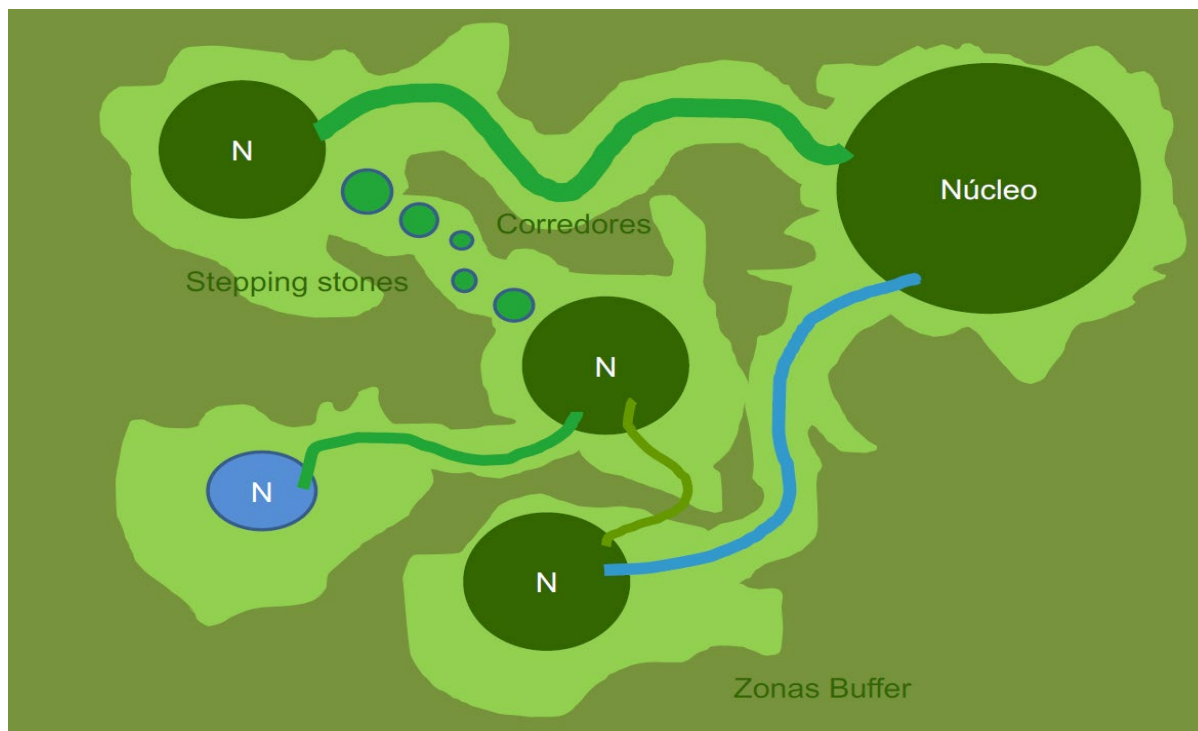 N
Núcleo
Corredores
Stepping stones
N
N
N
Zonas Buffer